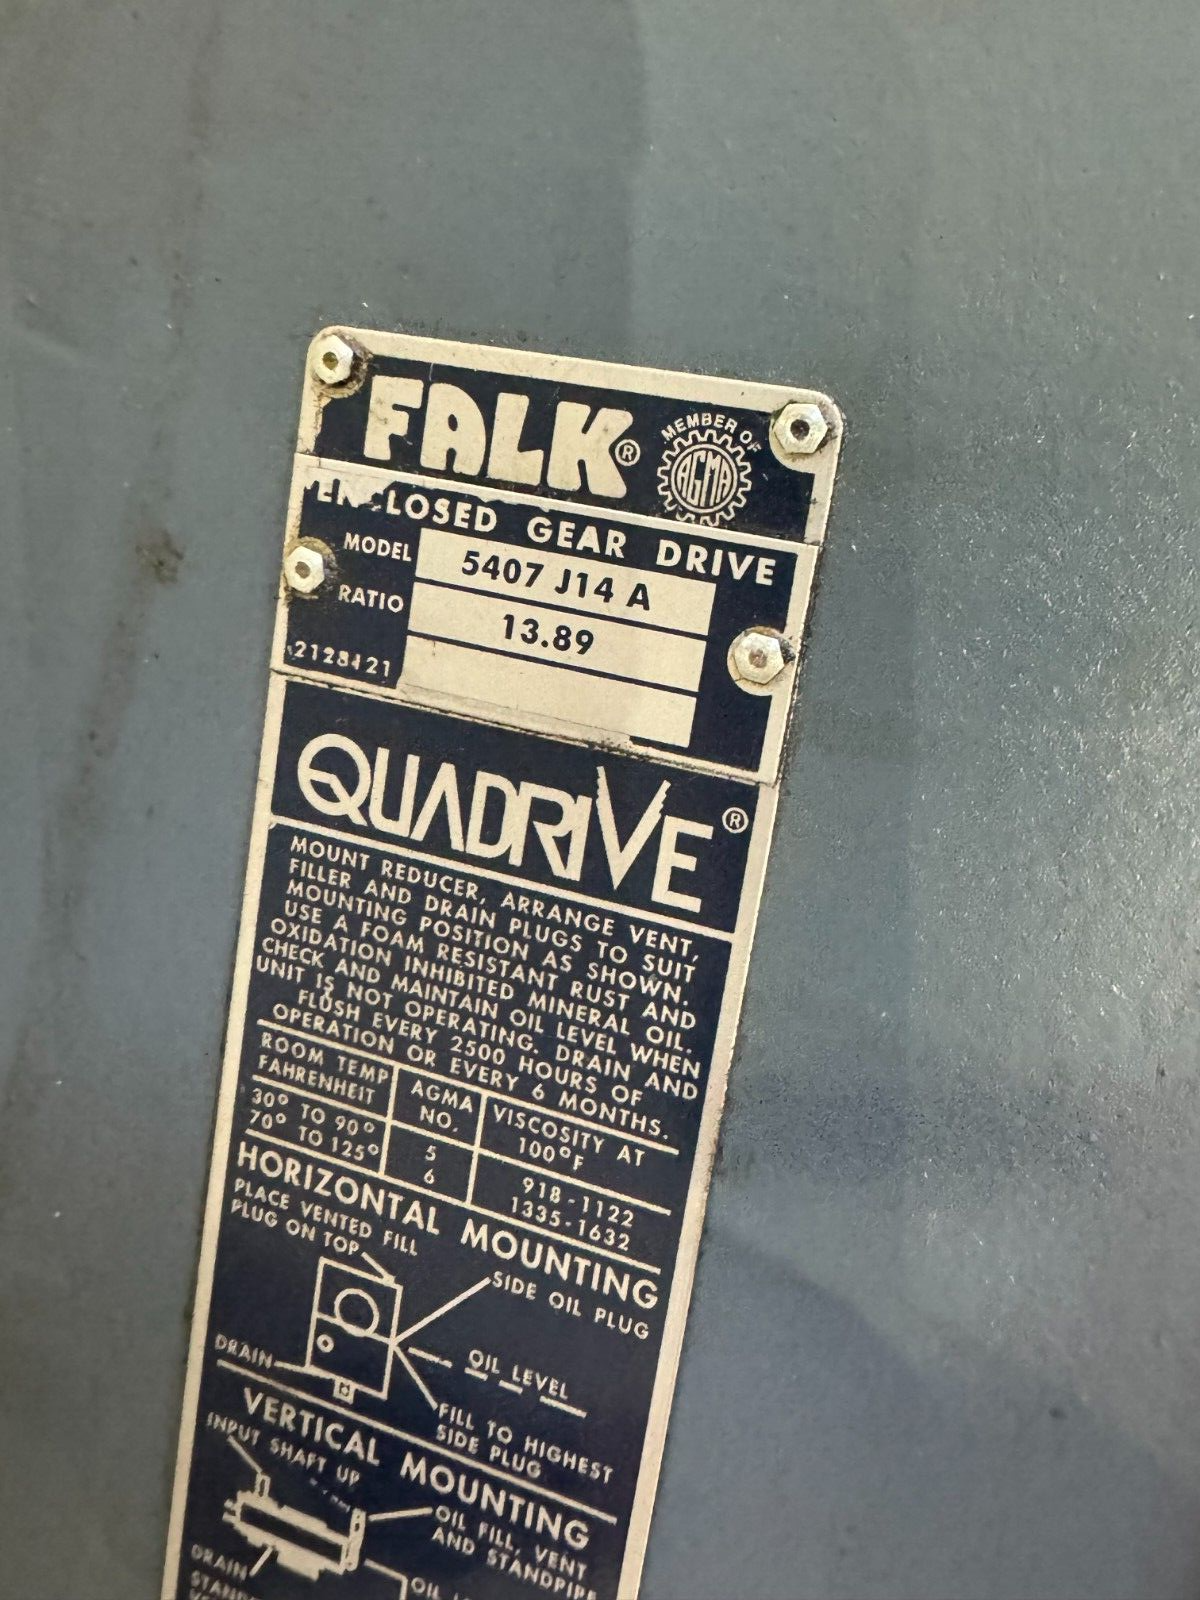 FALK®
MEMBER OF
AGMA
ENCLOSED GEAR DRIVE
MODEL 5407 J14 A
RATIO 13.89
2128421
QUADRIVE®
MOUNT REDUCER, ARRANGE VENT,
FILLER AND DRAIN PLUGS TO SUIT
MOUNTING POSITION AS SHOWN.
USE A FOAM RESISTANT RUST AND
OXIDATION INHIBITED MINERAL OIL.
CHECK AND MAINTAIN OIL LEVEL WHEN
UNIT IS NOT OPERATING. DRAIN AND
FLUSH EVERY 2500 HOURS OF
OPERATION OR EVERY 6 MONTHS.
ROOM TEMP
FAHRENHEIT
AGMA
NO.
VISCOSITY AT
100°F
30° TO 90° 5 918-1122
70° TO 125° 6 1335-1632
HORIZONTAL MOUNTING
PLACE VENTED FILL
PLUG ON TOP
SIDE OIL PLUG
DRAIN
OIL LEVEL
FILL TO HIGHEST
SIDE PLUG
VERTICAL MOUNTING
INPUT SHAFT UP
OIL FILL, VENT
AND STANDPIPE
DRAIN
OIL